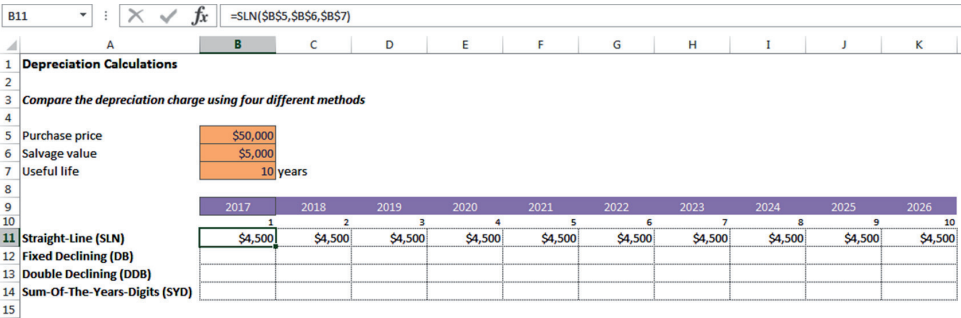 B11 fx =SLN($B$5,$B$6,$B$7)
A B C D E F G H I J K
1 Depreciation Calculations
2
3 Compare the depreciation charge using four different methods
4
5 Purchase price $50,000
6 Salvage value $5,000
7 Useful life 10 years
8
9 2017 2018 2019 2020 2021 2022 2023 2024 2025 2026
10 1 2 3 4 5 6 7 8 9 10
11 Straight-Line (SLN) $4,500 $4,500 $4,500 $4,500 $4,500 $4,500 $4,500 $4,500 $4,500 $4,500
12 Fixed Declining (DB)
13 Double Declining (DDB)
14 Sum-Of-The-Years-Digits (SYD)
15